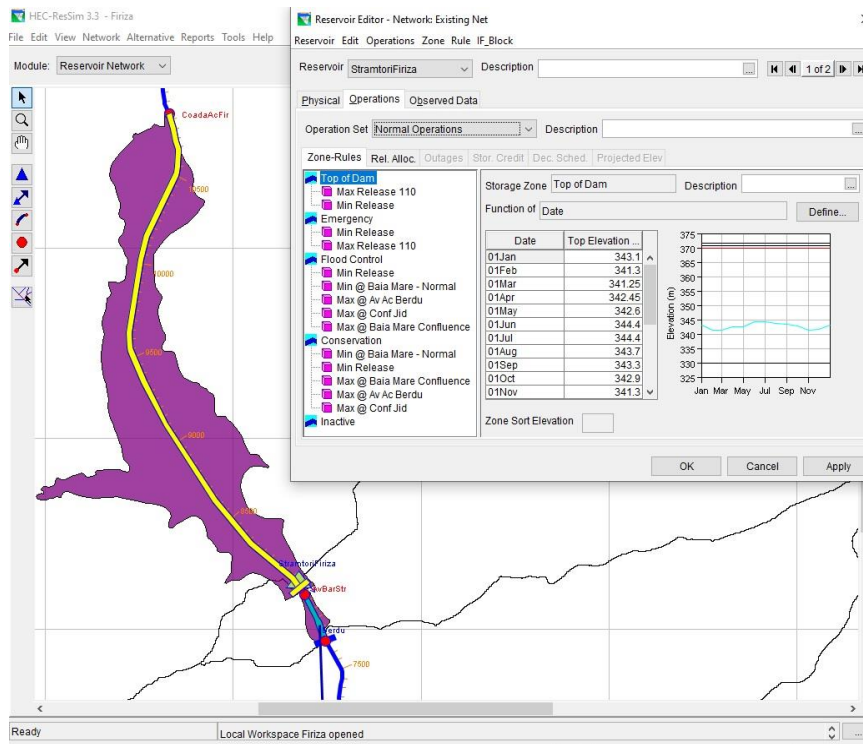 HEC-ResSim 3.3 - Firiza
File Edit View Network Alternative Reports Tools Help
Module: Reservoir Network
CoadaAcFir
10500
10000
9500
9000
8500
StramtoriFiriza
AvBarStr
Berdu
7500
Ready
Local Workspace Firiza opened
...
Reservoir Editor - Network: Existing Net
Reservoir Edit Operations Zone Rule IF_Block
Reservoir StramtoriFiriza Description ... 1 of 2
Physical Operations Observed Data
Operation Set Normal Operations Description ...
Zone-Rules Rel. Alloc. Outages Stor. Credit Dec. Sched. Projected Elev
Top of Dam
Max Release 110
Min Release
Emergency
Min Release
Max Release 110
Flood Control
Min Release
Min @ Baia Mare - Normal
Max @ Av Ac Berdu
Max @ Conf Jid
Max @ Baia Mare Confluence
Conservation
Min @ Baia Mare - Normal
Min Release
Max @ Baia Mare Confluence
Max @ Av Ac Berdu
Max @ Conf Jid
Inactive
Storage Zone Top of Dam Description ...
Function of Date Define...
Date Top Elevation ...
01Jan 343.1
01Feb 341.3
01Mar 341.25
01Apr 342.45
01May 342.6
01Jun 344.4
01Jul 344.4
01Aug 343.7
01Sep 343.3
01Oct 342.9
01Nov 341.3
Elevation (m)
375
370
365
360
355
350
345
340
335
330
325
Jan Mar May Jul Sep Nov
Zone Sort Elevation
OK Cancel Apply